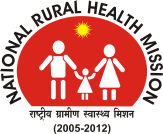 NATIONAL RURAL HEALTH MISSION
राष्ट्रीय ग्रामीण स्वास्थ्य मिशन
(2005-2012)